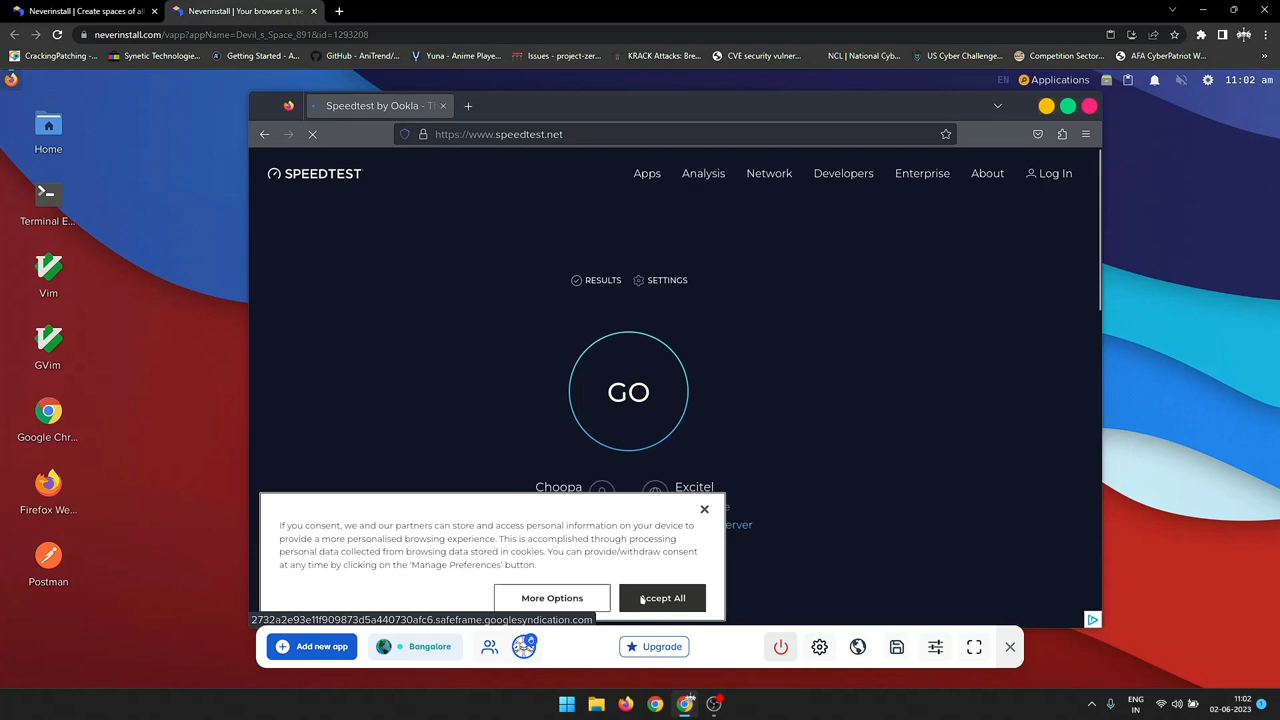 Neverinstall | Create spaces of al
Neverinstall | Your browser is the
neverinstall.com/vapp?appName=Devil_s_Space_891&id=1293208
CrackingPatching -...
Synetic Technologie...
Getting Started - A...
GitHub - AniTrend/...
Yuna - Anime Playe...
Issues - project-zer...
KRACK Attacks: Bre...
CVE security vulner...
NCL | National Cyb...
US Cyber Challenge...
Competition Sector...
AFA CyberPatriot O...
EN
Applications
11:02 am
Home
Terminal E...
Vim
GVim
Google Chr...
Firefox We...
Postman
Speedtest by Ookla - T
https://www.speedtest.net
SPEEDTEST
Apps
Analysis
Network
Developers
Enterprise
About
Log In
RESULTS
SETTINGS
GO
Choopa
Excitel
If you consent, we and our partners can store and access personal information on your device to
provide a more personalised browsing experience. This is accomplished through processing
personal data collected from browsing data stored in cookies. You can provide/withdraw consent
at any time by clicking on the 'Manage Preferences' button.
More Options
Accept All
2732a2e93e11f909873d5a440730afc6.safeframe.googlesyndication.com
Add new app
Bangalore
Upgrade
ENG
IN
11:02
02-06-2023